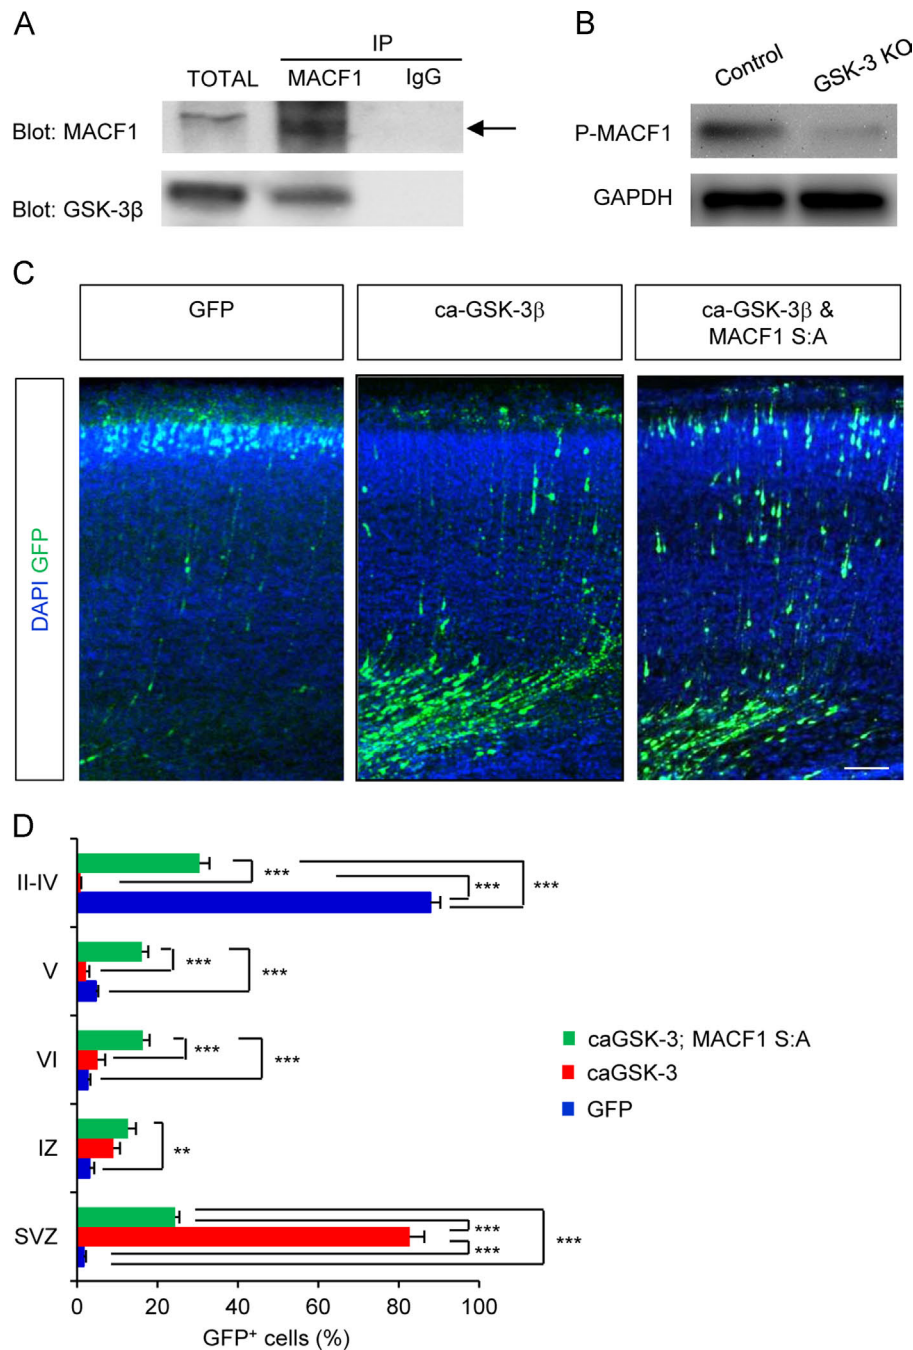 A
IP
TOTAL MACF1 IgG
Blot: MACF1
Blot: GSK-3β
B
Control GSK-3 KO
P-MACF1
GAPDH
C
GFP
ca-GSK-3β
ca-GSK-3β &
MACF1 S:A
DAPI GFP
D
II-IV
***
***
***
V
***
***
VI
***
***
IZ
**
SVZ
***
***
***
caGSK-3; MACF1 S:A
caGSK-3
GFP
0 20 40 60 80 100
GFP⁺ cells (%)